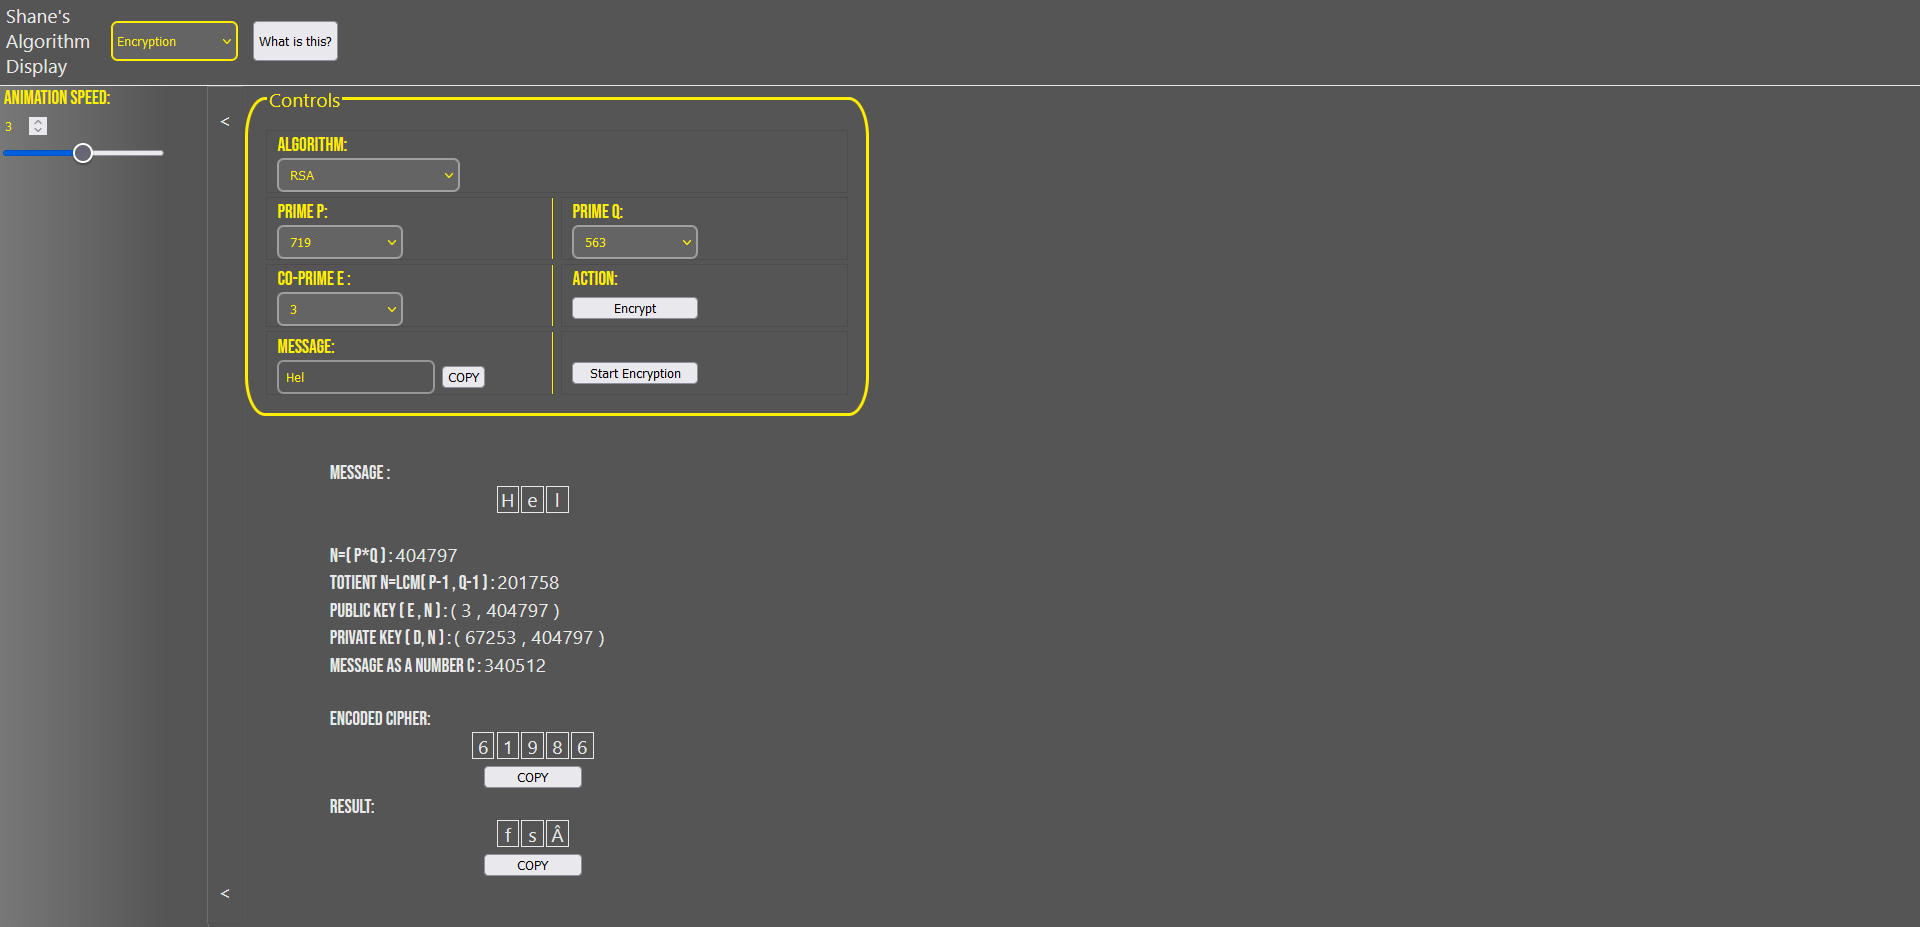 Shane's
Algorithm
Display
Encryption
What is this?
ANIMATION SPEED:
3
<
Controls
ALGORITHM:
RSA
PRIME P:
719
PRIME Q:
563
CO-PRIME E :
3
ACTION:
Encrypt
MESSAGE:
Hel
COPY
Start Encryption
MESSAGE :
H e l
N=( P*Q ) : 404797
TOTIENT N=LCM( P-1 , Q-1 ) : 201758
PUBLIC KEY ( E , N ) : ( 3 , 404797 )
PRIVATE KEY ( D, N ) : ( 67253 , 404797 )
MESSAGE AS A NUMBER C : 340512
ENCODED CIPHER:
6 1 9 8 6
COPY
RESULT:
f s Â
COPY
<